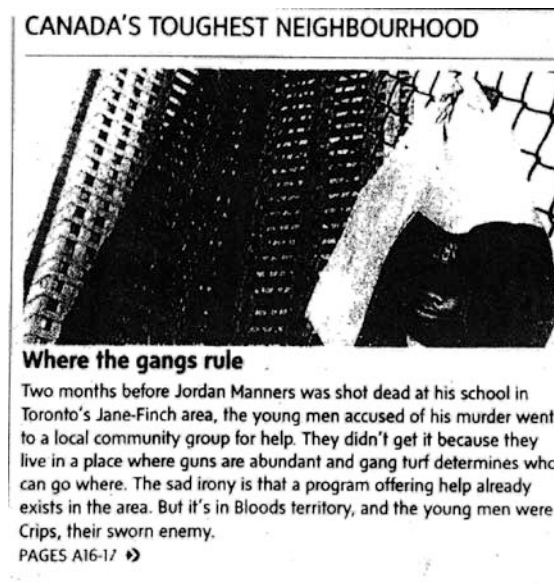 CANADA'S TOUGHEST NEIGHBOURHOOD
Where the gangs rule
Two months before Jordan Manners was shot dead at his school in
Toronto's Jane-Finch area, the young men accused of his murder went
to a local community group for help. They didn't get it because they
live in a place where guns are abundant and gang turf determines who
can go where. The sad irony is that a program offering help already
exists in the area. But it's in Bloods territory, and the young men were
Crips, their sworn enemy.
PAGES A16-17